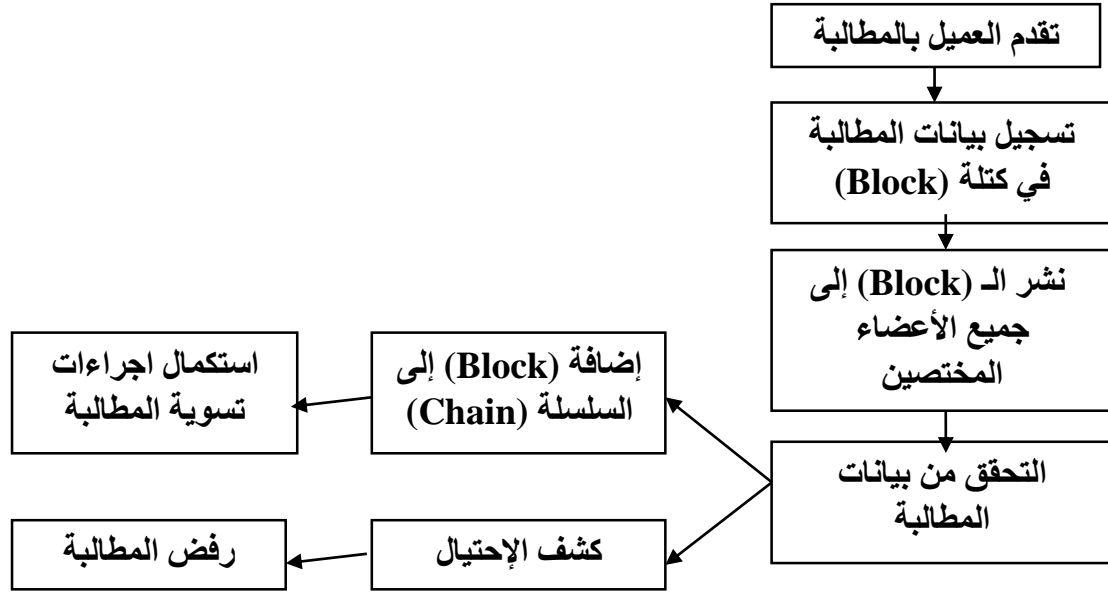 تقدم العميل بالمطالبة
تسجيل بيانات المطالبة
في كتلة (Block)
نشر الـ (Block) إلى
جميع الأعضاء
المختصين
التحقق من بيانات
المطالبة
إضافة (Block) إلى
السلسلة (Chain)
استكمال اجراءات
تسوية المطالبة
كشف الإحتيال
رفض المطالبة